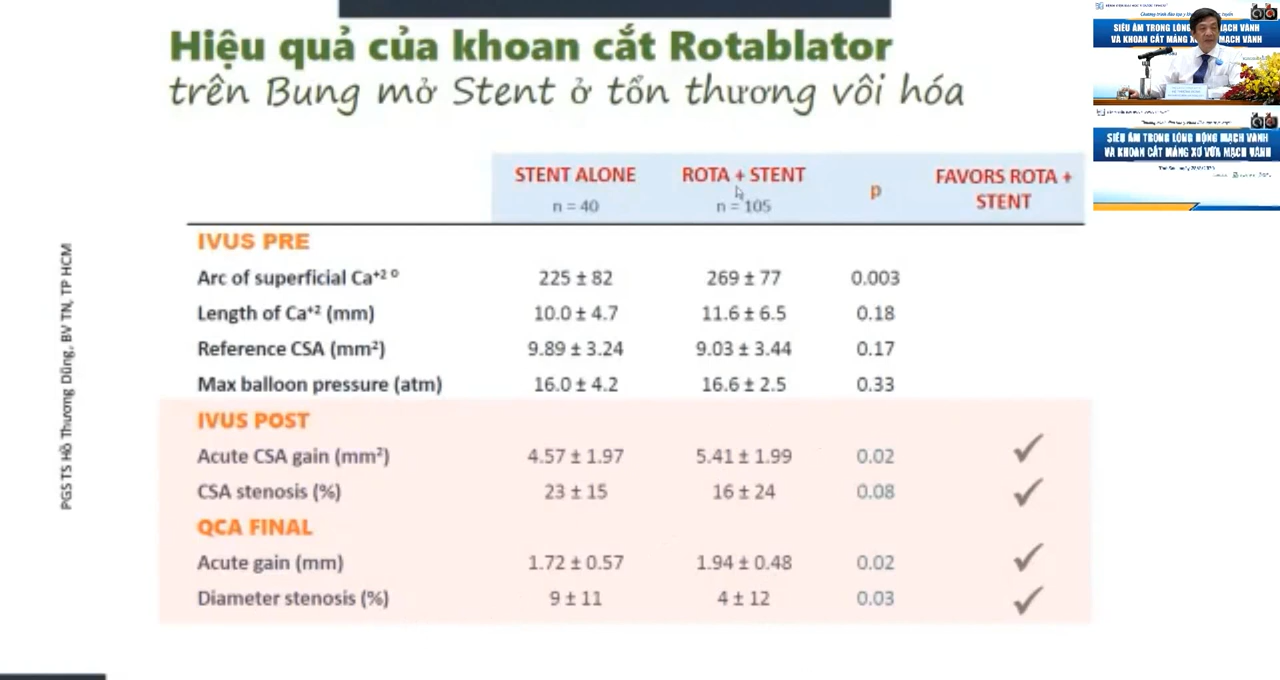 Hiệu quả của khoan cắt Rotablator
trên Bung mở Stent ở tổn thương vôi hóa
STENT ALONE
n = 40
ROTA + STENT
n = 105
p
FAVORS ROTA +
STENT
IVUS PRE
Arc of superficial Ca⁺² ⁰ 225 ± 82 269 ± 77 0.003
Length of Ca⁺² (mm) 10.0 ± 4.7 11.6 ± 6.5 0.18
Reference CSA (mm²) 9.89 ± 3.24 9.03 ± 3.44 0.17
Max balloon pressure (atm) 16.0 ± 4.2 16.6 ± 2.5 0.33
IVUS POST
Acute CSA gain (mm²) 4.57 ± 1.97 5.41 ± 1.99 0.02 ✓
CSA stenosis (%) 23 ± 15 16 ± 24 0.08 ✓
QCA FINAL
Acute gain (mm) 1.72 ± 0.57 1.94 ± 0.48 0.02 ✓
Diameter stenosis (%) 9 ± 11 4 ± 12 0.03 ✓
PGS TS Hồ Thượng Dũng, BV TN, TP HCM
SIÊU ÂM TRONG LÒNG MẠCH VÀNH
VÀ KHOAN CẮT MẢNG MẠCH VÀNH
SIÊU ÂM TRONG LÒNG ĐỘNG MẠCH VÀNH
VÀ KHOAN CẮT MẢNG XƠ VỮA MẠCH VÀNH